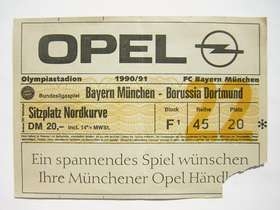 OPEL
Olympiastadion 1990/91 FC Bayern München
Bundesligaspiel Bayern München - Borussia Dortmund
Sitzplatz Nordkurve Block Reihe Platz
DM 20,- incl. 14% MWSt. F1 45 20 *
Ein spannendes Spiel wünschen
Ihre Münchener Opel Händl